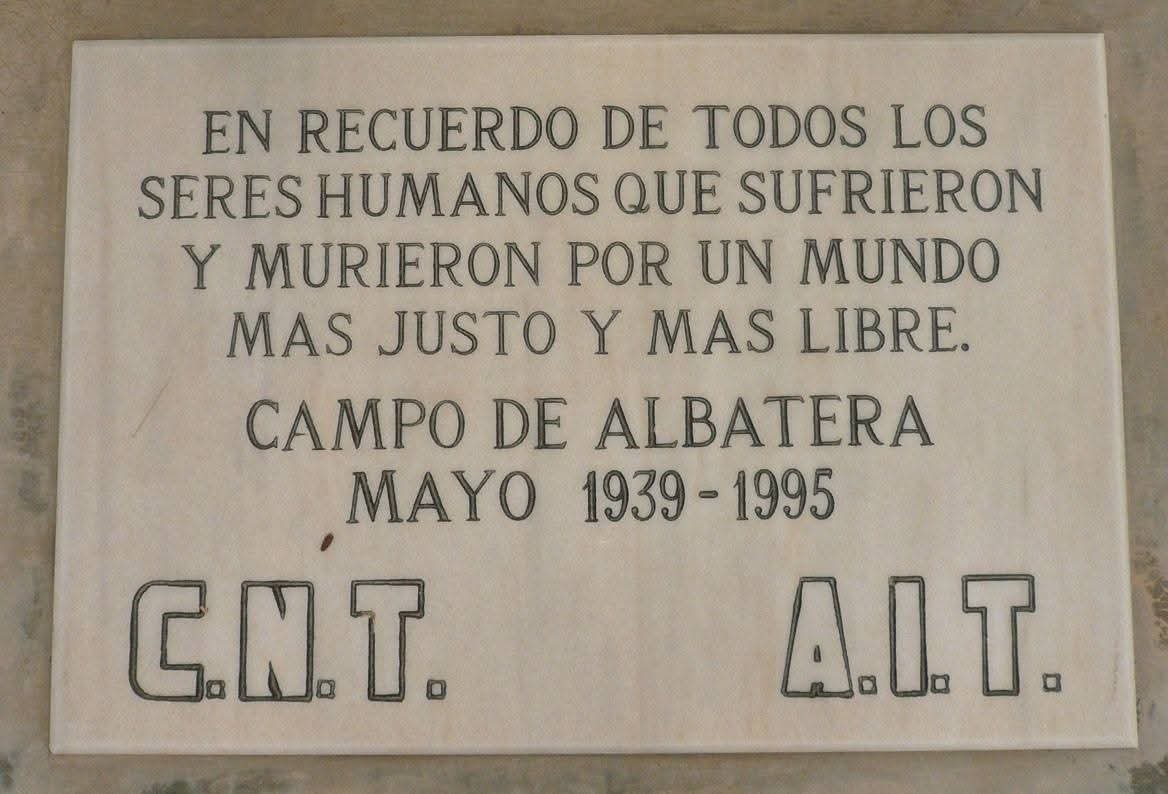 EN RECUERDO DE TODOS LOS
SERES HUMANOS QUE SUFRIERON
Y MURIERON POR UN MUNDO
MAS JUSTO Y MAS LIBRE.
CAMPO DE ALBATERA
MAYO 1939-1995
C.N.T. A.I.T.